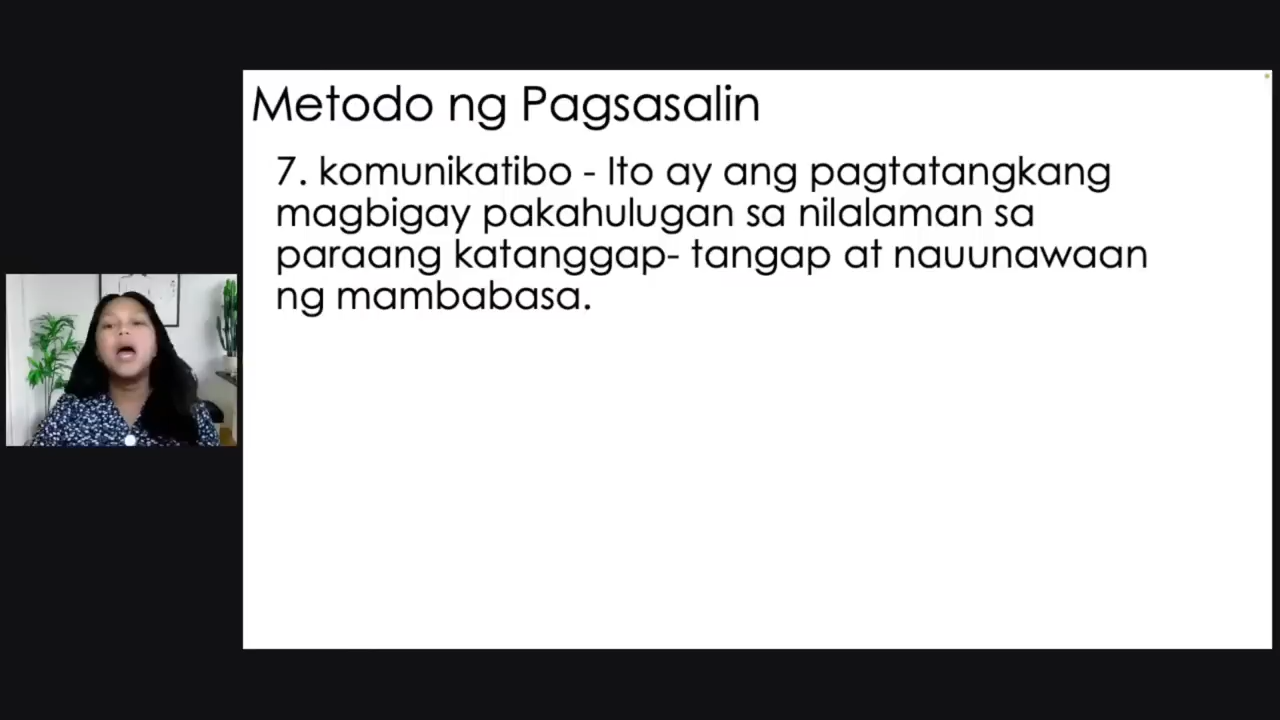 Metodo ng Pagsasalin
7. komunikatibo - Ito ay ang pagtatangkang
magbigay pakahulugan sa nilalaman sa
paraang katanggap- tangap at nauunawaan
ng mambabasa.